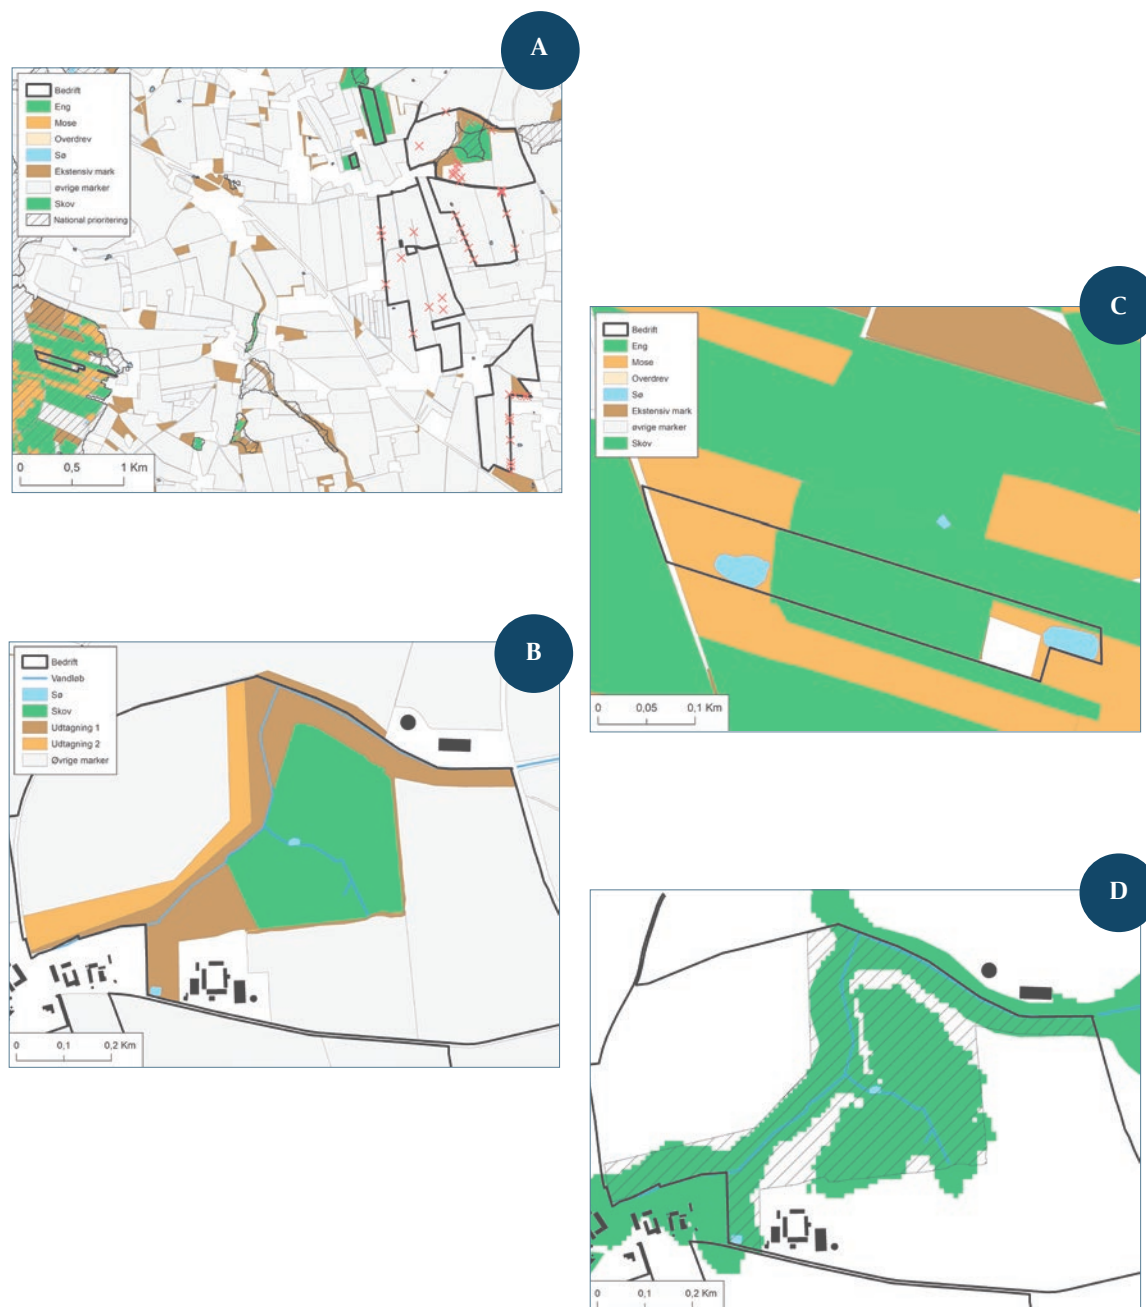 A
Bedrift
Eng
Mose
Overdrev
Sø
Ekstensiv mark
øvrige marker
Skov
National prioritering
0 0,5 1 Km
C
Bedrift
Eng
Mose
Overdrev
Sø
Ekstensiv mark
øvrige marker
Skov
0 0,05 0,1 Km
B
Bedrift
Vandløb
Sø
Skov
Udtagning 1
Udtagning 2
Øvrige marker
0 0,1 0,2 Km
D
0 0,1 0,2 Km